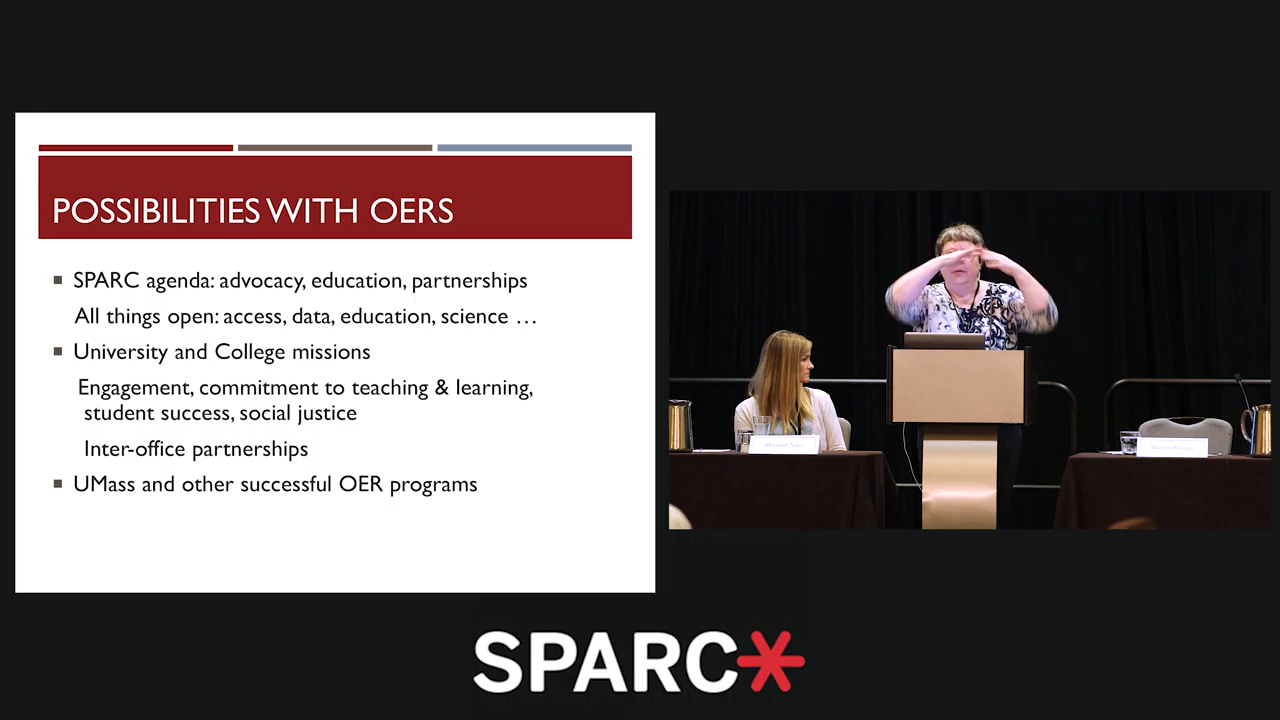 POSSIBILITIES WITH OERS
SPARC agenda: advocacy, education, partnerships
All things open: access, data, education, science …
University and College missions
Engagement, commitment to teaching & learning,
student success, social justice
Inter-office partnerships
UMass and other successful OER programs
SPARC